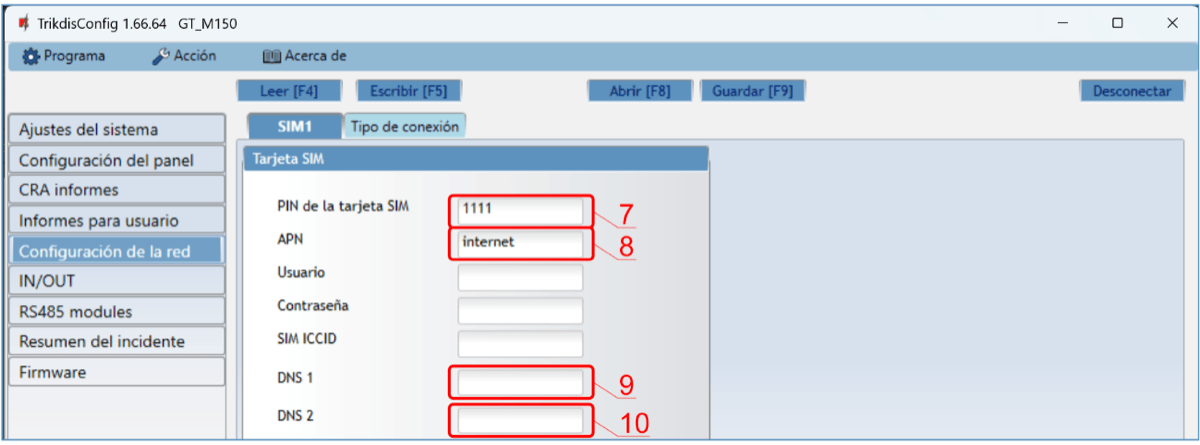 TrikdisConfig 1.66.64 GT_M150
Programa Acción Acerca de
Leer [F4] Escribir [F5] Abrir [F8] Guardar [F9] Desconectar
Ajustes del sistema
Configuración del panel
CRA informes
Informes para usuario
Configuración de la red
IN/OUT
RS485 modules
Resumen del incidente
Firmware
SIM1 Tipo de conexión
Tarjeta SIM
PIN de la tarjeta SIM 1111 7
APN internet 8
Usuario
Contraseña
SIM ICCID
DNS 1 9
DNS 2 10